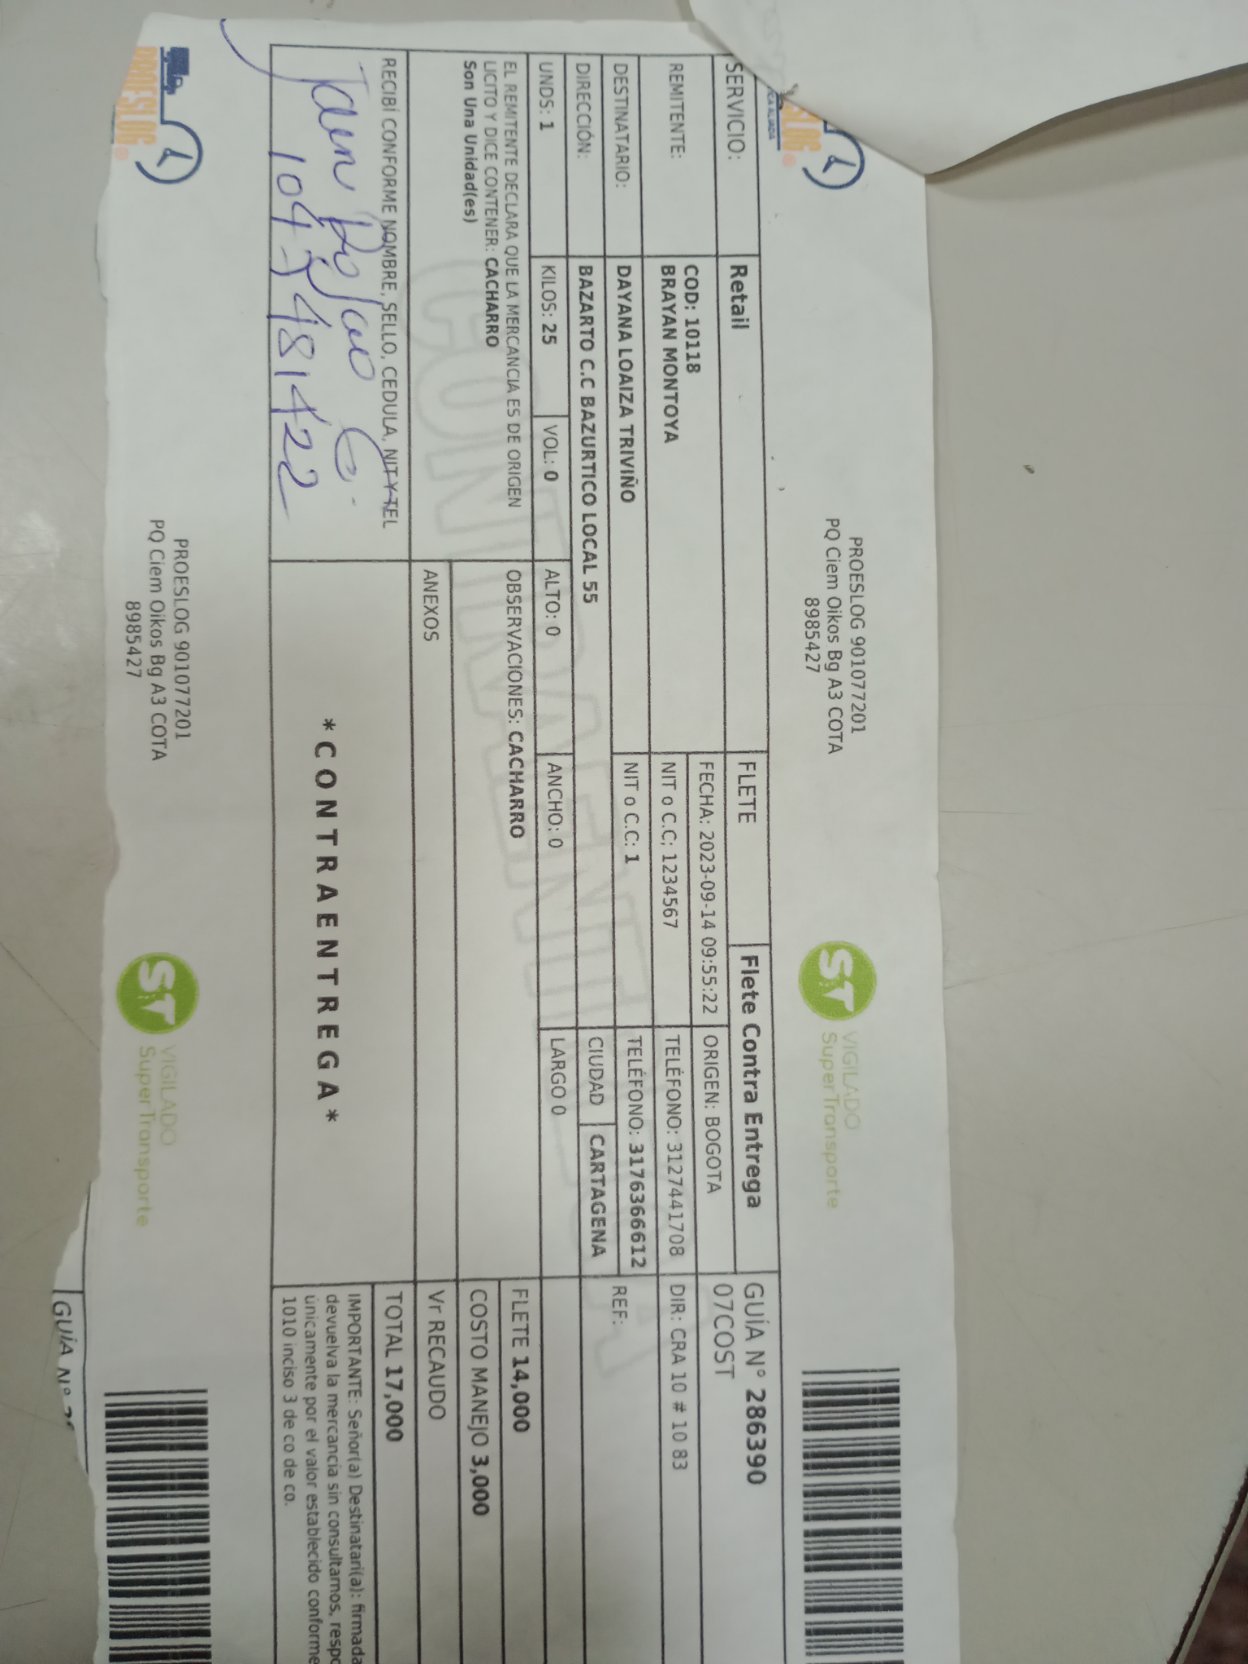 PROESLOG 901077201
PQ Ciem Oikos Bg A3 COTA
8985427
VIGILADO
SuperTransporte
SERVICIO: Retail FLETE Flete Contra Entrega GUÍA N° 286390
07COST
FECHA: 2023-09-14 09:55:22 ORIGEN: BOGOTA
REMITENTE: COD: 10118
BRAYAN MONTOYA NIT o C.C: 1234567 TELÉFONO: 3127441708 DIR: CRA 10 # 10 83
DESTINATARIO: DAYANA LOAIZA TRIVIÑO NIT o C.C: 1 TELÉFONO: 3176366612 REF:
DIRECCIÓN: BAZARTO C.C BAZURTICO LOCAL 55 CIUDAD CARTAGENA
UNDS: 1 KILOS: 25 VOL: 0 ALTO: 0 ANCHO: 0 LARGO 0
EL REMITENTE DECLARA QUE LA MERCANCIA ES DE ORIGEN
LICITO Y DICE CONTENER: CACHARRO
Son Una Unidad(es)
OBSERVACIONES: CACHARRO
FLETE 14,000
COSTO MANEJO 3,000
ANEXOS
Vr RECAUDO
TOTAL 17,000
RECIBÍ CONFORME NOMBRE, SELLO, CEDULA, NIT Y TEL
*CONTRAENTREGA*
IMPORTANTE: Señor(a) Destinatari(a): firmada
devuelva la mercancia sin consultarnos, respo
únicamente por el valor establecido conforme
1010 inciso 3 de co de co.
PROESLOG
PROESLOG 901077201
PQ Ciem Oikos Bg A3 COTA
8985427
VIGILADO
SuperTransporte
GUÍA N°